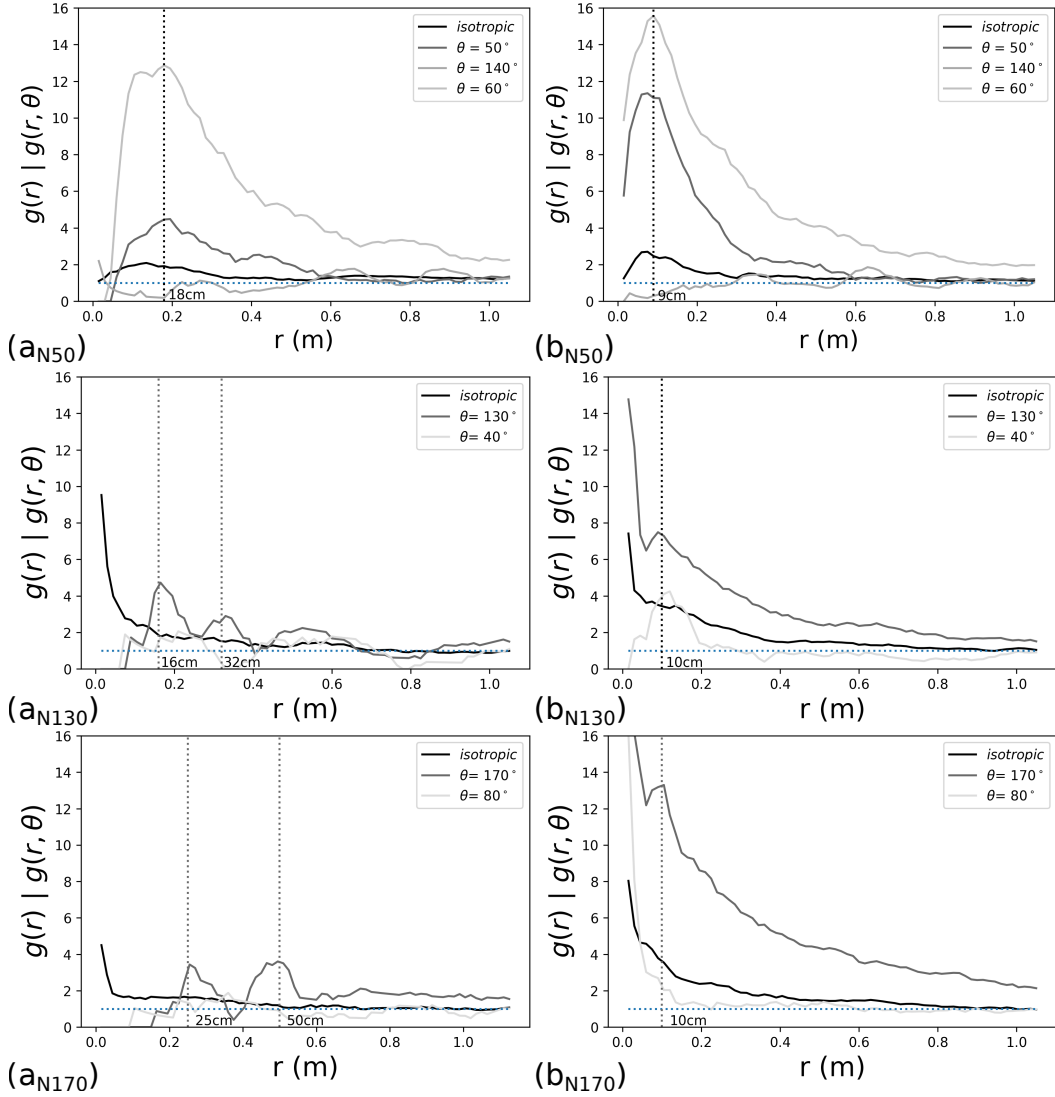 16
14
12
10
8
6
4
2
0
g(r) | g(r, θ)
isotropic
θ = 50°
θ = 140°
θ = 60°
18cm
0.0 0.2 0.4 0.6 0.8 1.0
r (m)
(aN50)
16
14
12
10
8
6
4
2
0
g(r) | g(r, θ)
isotropic
θ = 50°
θ = 140°
θ = 60°
9cm
0.0 0.2 0.4 0.6 0.8 1.0
r (m)
(bN50)
16
14
12
10
8
6
4
2
0
g(r) | g(r, θ)
isotropic
θ= 130°
θ= 40°
16cm 32cm
0.0 0.2 0.4 0.6 0.8 1.0
r (m)
(aN130)
16
14
12
10
8
6
4
2
0
g(r) | g(r, θ)
isotropic
θ= 130°
θ= 40°
10cm
0.0 0.2 0.4 0.6 0.8 1.0
r (m)
(bN130)
16
14
12
10
8
6
4
2
0
g(r) | g(r, θ)
isotropic
θ= 170°
θ= 80°
25cm 50cm
0.0 0.2 0.4 0.6 0.8 1.0
r (m)
(aN170)
16
14
12
10
8
6
4
2
0
g(r) | g(r, θ)
isotropic
θ= 170°
θ= 80°
10cm
0.0 0.2 0.4 0.6 0.8 1.0
r (m)
(bN170)